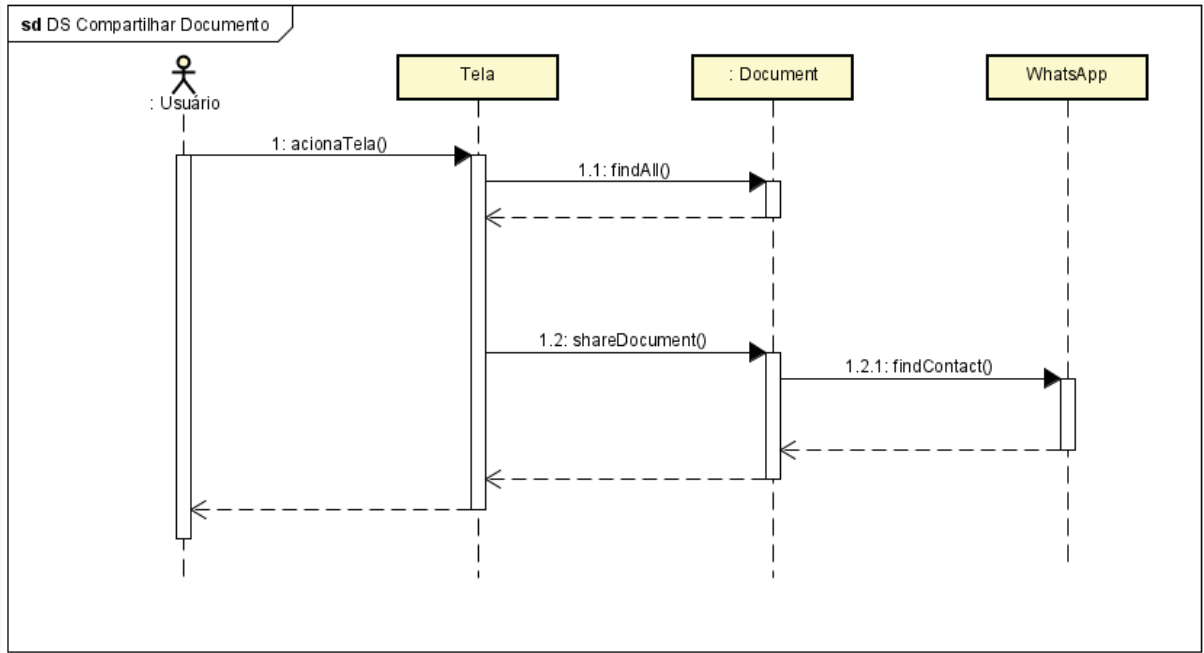 sd DS Compartilhar Documento
: Usuário
Tela
: Document
WhatsApp
1: acionaTela()
1.1: findAll()
1.2: shareDocument()
1.2.1: findContact()